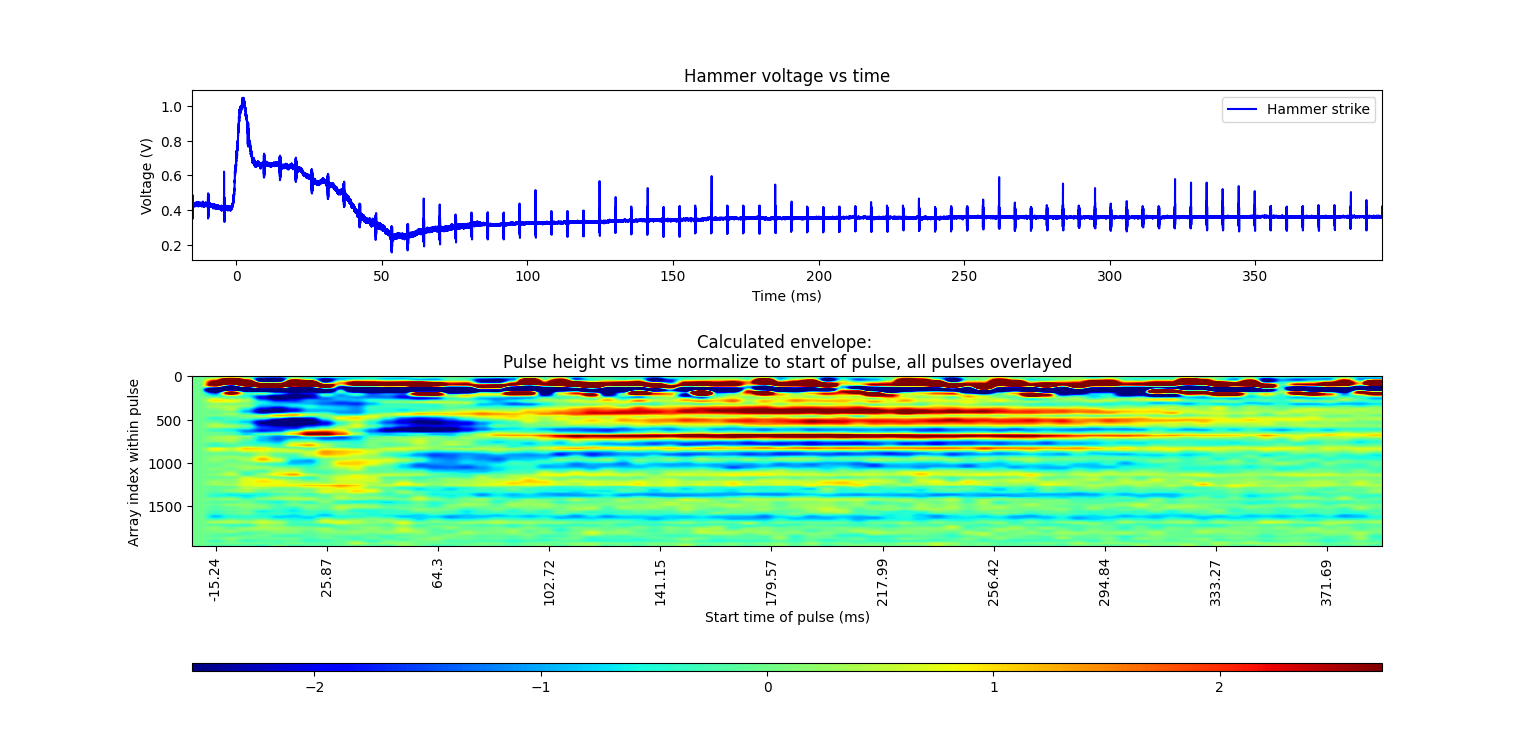 Hammer voltage vs time
Hammer strike
Voltage (V)
1.0
0.8
0.6
0.4
0.2
0 50 100 150 200 250 300 350
Time (ms)
Calculated envelope:
Pulse height vs time normalize to start of pulse, all pulses overlayed
Array index within pulse
0
500
1000
1500
-15.24 25.87 64.3 102.72 141.15 179.57 217.99 256.42 294.84 333.27 371.69
Start time of pulse (ms)
−2 −1 0 1 2